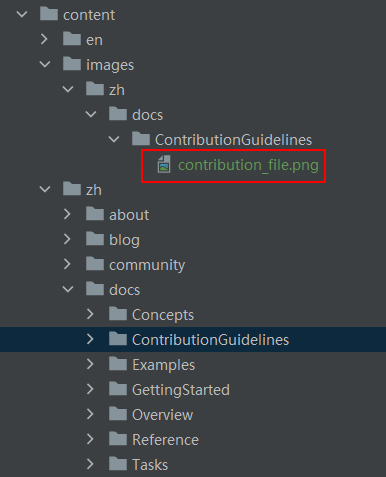 content
en
images
zh
docs
ContributionGuidelines
contribution_file.png
zh
about
blog
community
docs
Concepts
ContributionGuidelines
Examples
GettingStarted
Overview
Reference
Tasks